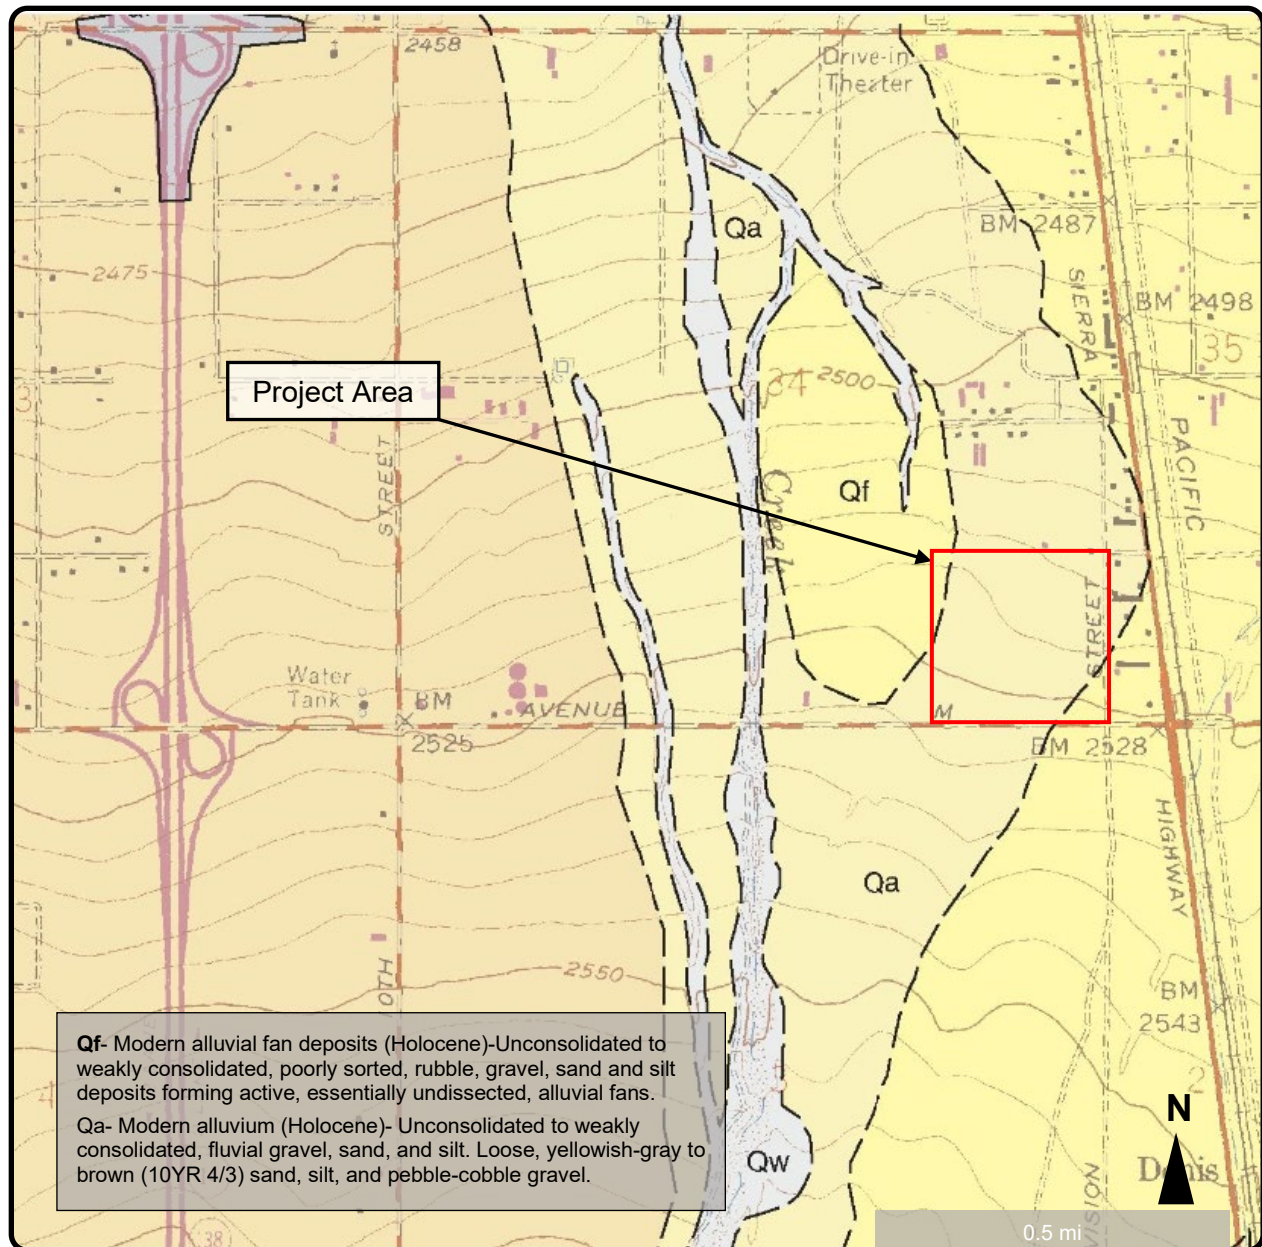 2458
Drive-in
Theater
Qa
BM 2487
2475
SIERRA
BM 2498
35
Project Area
34
2500
STREET
PACIFIC
Creek
Qf
STREET
Water
Tank
BM
AVENUE
M
2525
BM 2528
HIGHWAY
Qa
2550
10TH
BM
2543
Qf- Modern alluvial fan deposits (Holocene)-Unconsolidated to
weakly consolidated, poorly sorted, rubble, gravel, sand and silt
deposits forming active, essentially undissected, alluvial fans.
Qa- Modern alluvium (Holocene)- Unconsolidated to weakly
consolidated, fluvial gravel, sand, and silt. Loose, yellowish-gray to
brown (10YR 4/3) sand, silt, and pebble-cobble gravel.
4
2
N
Qw
38
0.5 mi